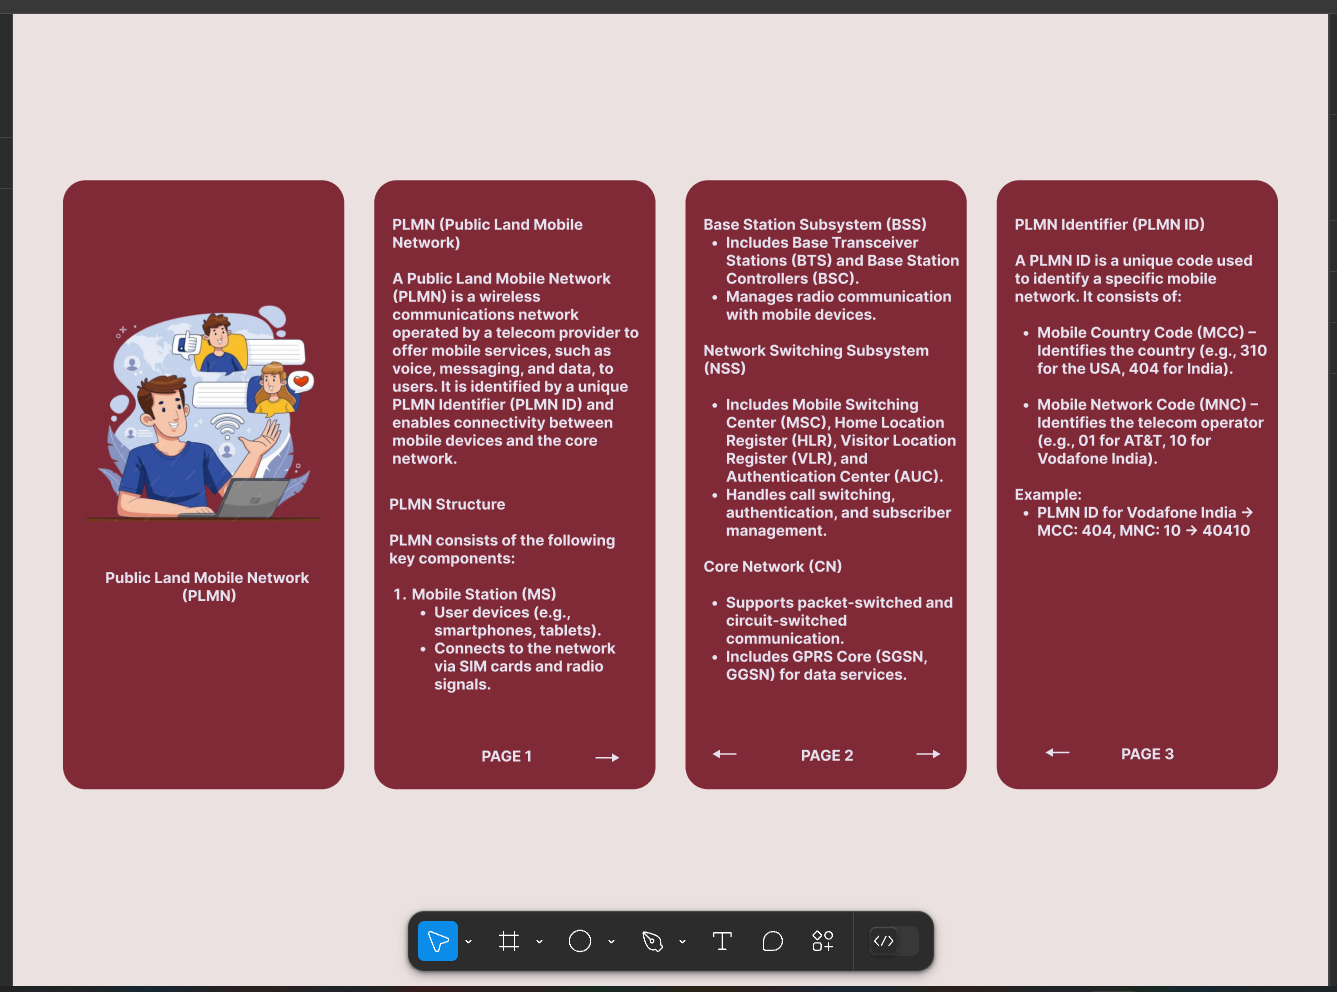 Public Land Mobile Network
(PLMN)
PLMN (Public Land Mobile
Network)
A Public Land Mobile Network
(PLMN) is a wireless
communications network
operated by a telecom provider to
offer mobile services, such as
voice, messaging, and data, to
users. It is identified by a unique
PLMN Identifier (PLMN ID) and
enables connectivity between
mobile devices and the core
network.
PLMN Structure
PLMN consists of the following
key components:
1. Mobile Station (MS)
• User devices (e.g.,
smartphones, tablets).
• Connects to the network
via SIM cards and radio
signals.
PAGE 1 →
Base Station Subsystem (BSS)
• Includes Base Transceiver
Stations (BTS) and Base Station
Controllers (BSC).
• Manages radio communication
with mobile devices.
Network Switching Subsystem
(NSS)
• Includes Mobile Switching
Center (MSC), Home Location
Register (HLR), Visitor Location
Register (VLR), and
Authentication Center (AUC).
• Handles call switching,
authentication, and subscriber
management.
Core Network (CN)
• Supports packet-switched and
circuit-switched
communication.
• Includes GPRS Core (SGSN,
GGSN) for data services.
← PAGE 2 →
PLMN Identifier (PLMN ID)
A PLMN ID is a unique code used
to identify a specific mobile
network. It consists of:
• Mobile Country Code (MCC) –
Identifies the country (e.g., 310
for the USA, 404 for India).
• Mobile Network Code (MNC) –
Identifies the telecom operator
(e.g., 01 for AT&T, 10 for
Vodafone India).
Example:
• PLMN ID for Vodafone India →
MCC: 404, MNC: 10 → 40410
← PAGE 3